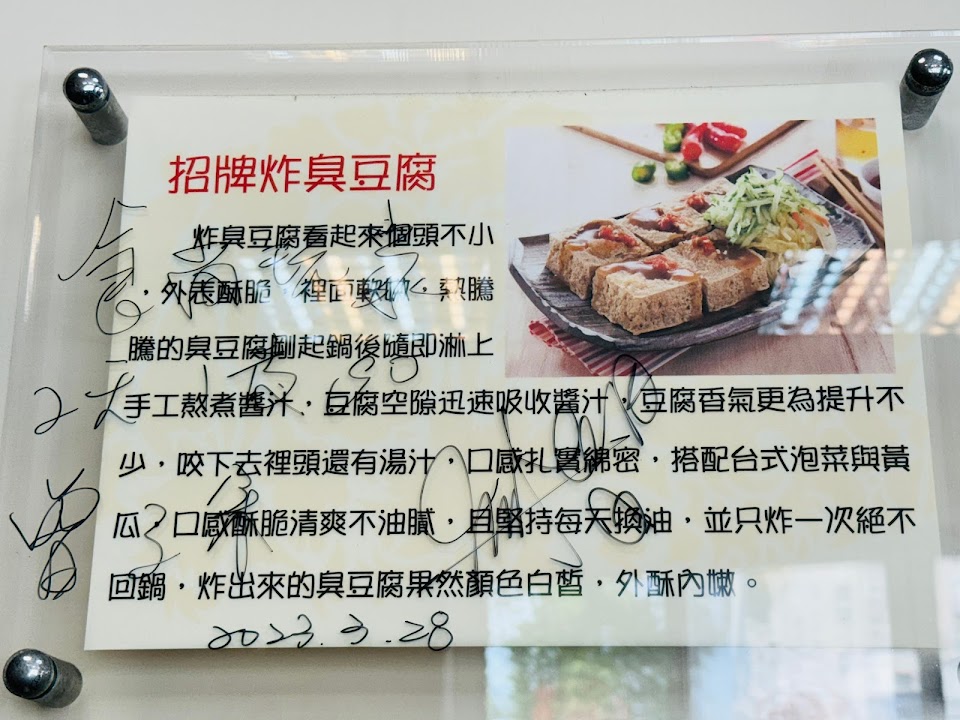 招牌炸臭豆腐
炸臭豆腐看起來個頭不小
，外表酥脆，裡面軟嫩，熱騰
騰的臭豆腐剛起鍋後隨即淋上
手工熬煮醬汁，豆腐空隙迅速吸收醬汁，豆腐香氣更為提升不
少，咬下去裡頭還有湯汁，口感扎實綿密，搭配台式泡菜與黃
瓜，口感酥脆清爽不油膩，且堅持每天換油，並只炸一次絕不
回鍋，炸出來的臭豆腐果然顏色白皙，外酥內嫩。
2023.3.28